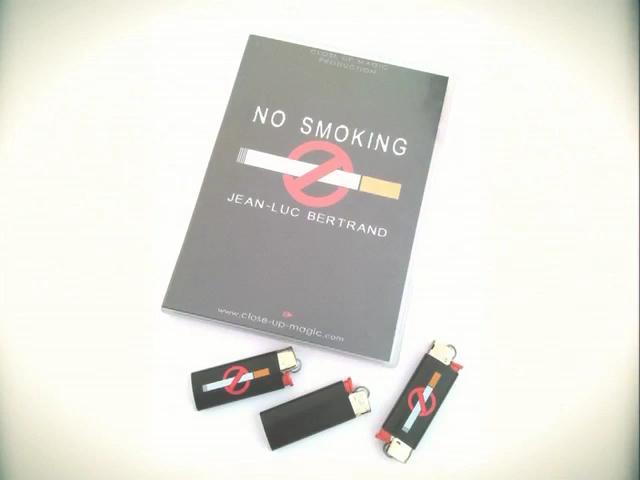 CLOSE UP MAGIC
PRODUCTION
NO SMOKING
JEAN-LUC BERTRAND
www.close-up-magic.com